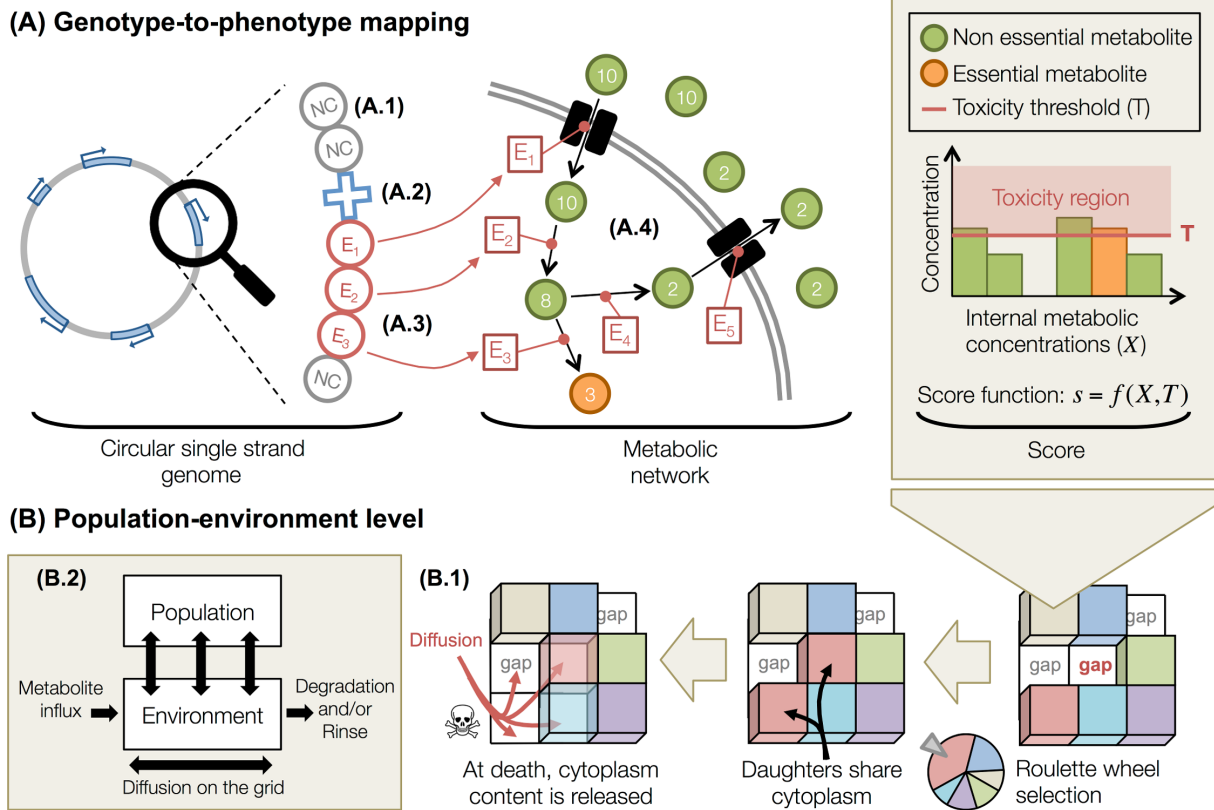 (A) Genotype-to-phenotype mapping
NC
(A.1)
NC
(A.2)
E1
E2
(A.3)
E3
NC
Circular single strand
genome
10
10
E1
10
2
2
E2
(A.4)
8
2
2
E3
E4
E5
3
Metabolic
network
Non essential metabolite
Essential metabolite
Toxicity threshold (T)
Concentration
Toxicity region
T
Internal metabolic
concentrations (X)
Score function: s = f(X,T)
Score
(B) Population-environment level
(B.2)
Population
Metabolite
influx
Environment
Degradation
and/or
Rinse
Diffusion on the grid
(B.1)
Diffusion
gap
gap
At death, cytoplasm
content is released
gap
gap
Daughters share
cytoplasm
gap
gap
gap
Roulette wheel
selection